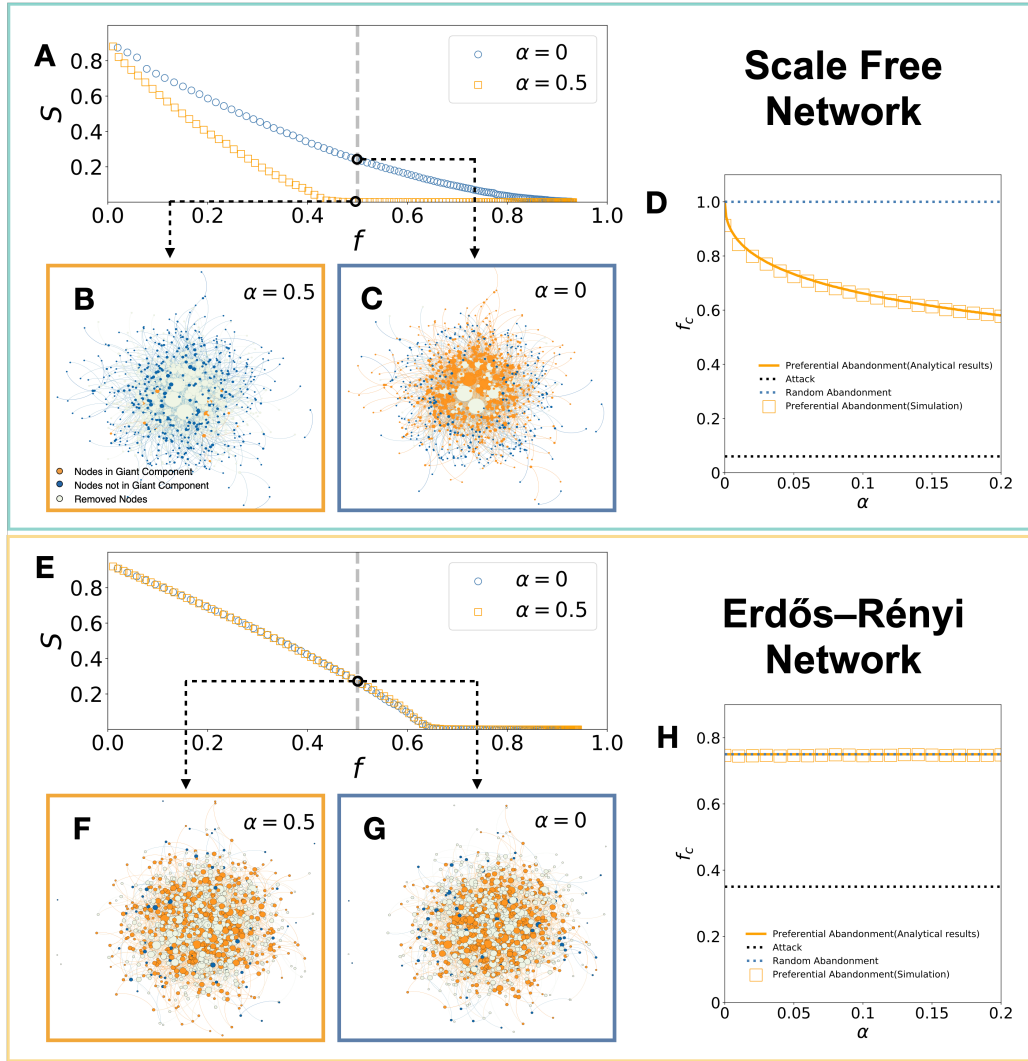 A
S
0.8
0.6
0.4
0.2
0.0
0.2
0.4
0.6
0.8
1.0
f
α = 0
α = 0.5
Scale Free
Network
B
α = 0.5
Nodes in Giant Component
Nodes not in Giant Component
Removed Nodes
C
α = 0
D
1.0
0.8
0.6
0.4
0.2
0
f_c
Preferential Abandonment(Analytical results)
Attack
Random Abandonment
Preferential Abandonment(Simulation)
0
0.05
0.1
0.15
0.2
α
E
S
0.8
0.6
0.4
0.2
0.0
0.2
0.4
0.6
0.8
1.0
f
α = 0
α = 0.5
Erdős–Rényi
Network
F
α = 0.5
G
α = 0
H
0.8
0.6
0.4
0.2
0
f_c
Preferential Abandonment(Analytical results)
Attack
Random Abandonment
Preferential Abandonment(Simulation)
0
0.05
0.1
0.15
0.2
α